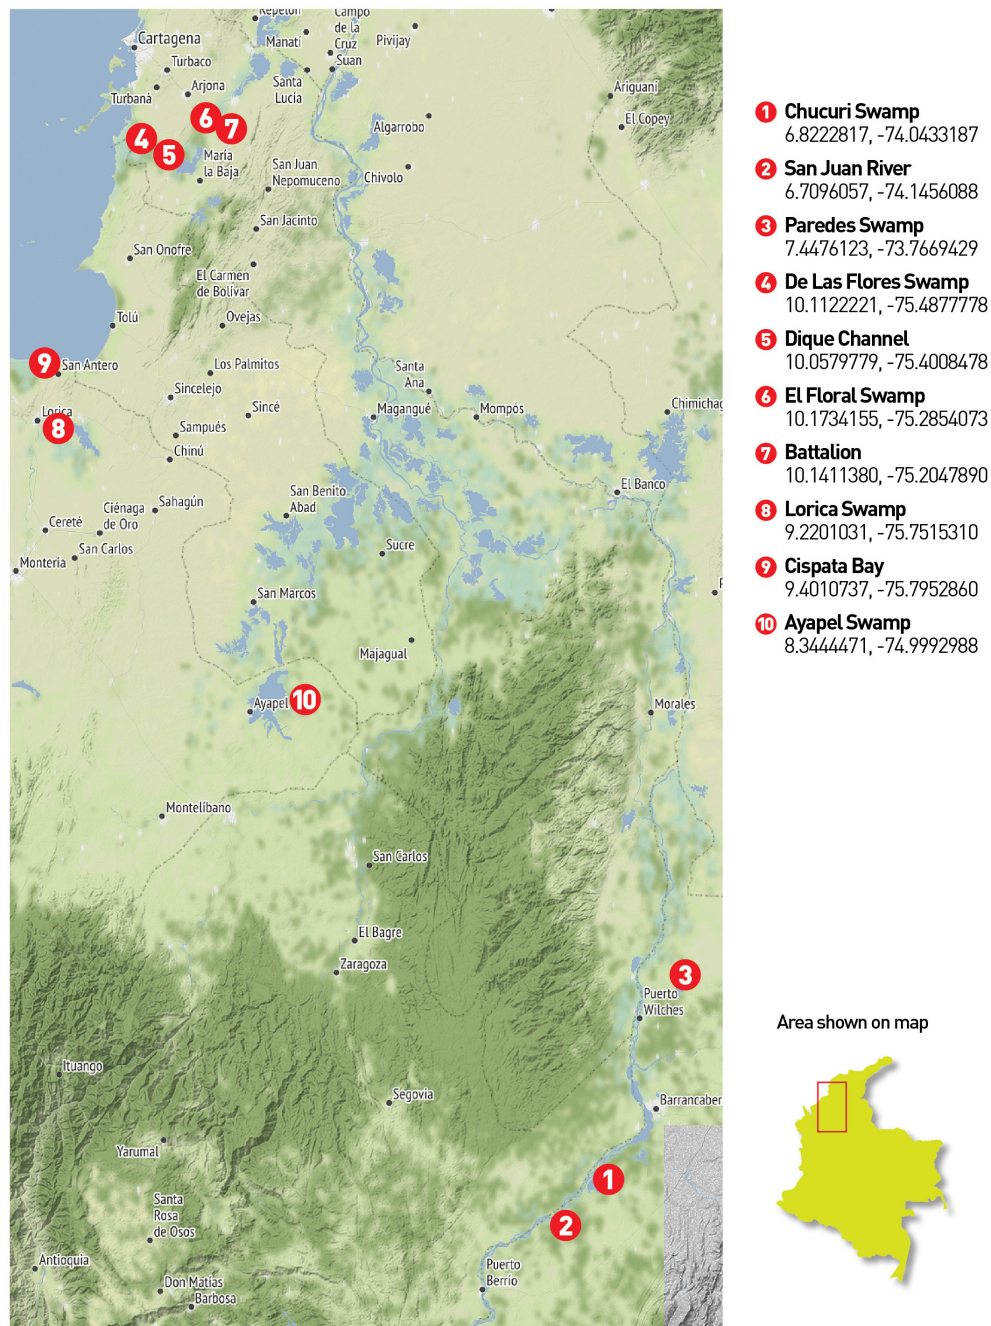 Repelón
Campo
de la
Cruz
Manatí
Pivijay
Cartagena
Suan
Turbaco
Santa
Lucia
Arjona
Turbaná
Ariguaní
6
7
Algarrobo
El Copey
4
5
María
la Baja
San Juan
Nepomuceno
Chivolo
San Jacinto
San Onofre
El Carmen
de Bolívar
Tolú
Ovejas
9
San Antero
Los Palmitos
Santa
Ana
Sincelejo
Lorica
8
Sincé
Magangué
Mompós
Chimichag
Sampués
Chinú
El Banco
San Benito
Abad
Sahagún
Ciénaga
de Oro
Cereté
San Carlos
Sucre
Montería
San Marcos
Majagual
Ayapel
10
Morales
Montelíbano
San Carlos
El Bagre
Zaragoza
3
Puerto
Wilches
Ituango
Segovia
Barrancaber
Yarumal
1
Santa
Rosa
de Osos
2
Antioquia
Puerto
Berrío
Don Matías
Barbosa
1 Chucuri Swamp
6.8222817, -74.0433187
2 San Juan River
6.7096057, -74.1456088
3 Paredes Swamp
7.4476123, -73.7669429
4 De Las Flores Swamp
10.1122221, -75.4877778
5 Dique Channel
10.0579779, -75.4008478
6 El Floral Swamp
10.1734155, -75.2854073
7 Battalion
10.1411380, -75.2047890
8 Lorica Swamp
9.2201031, -75.7515310
9 Cispata Bay
9.4010737, -75.7952860
10 Ayapel Swamp
8.3444471, -74.9992988
Area shown on map